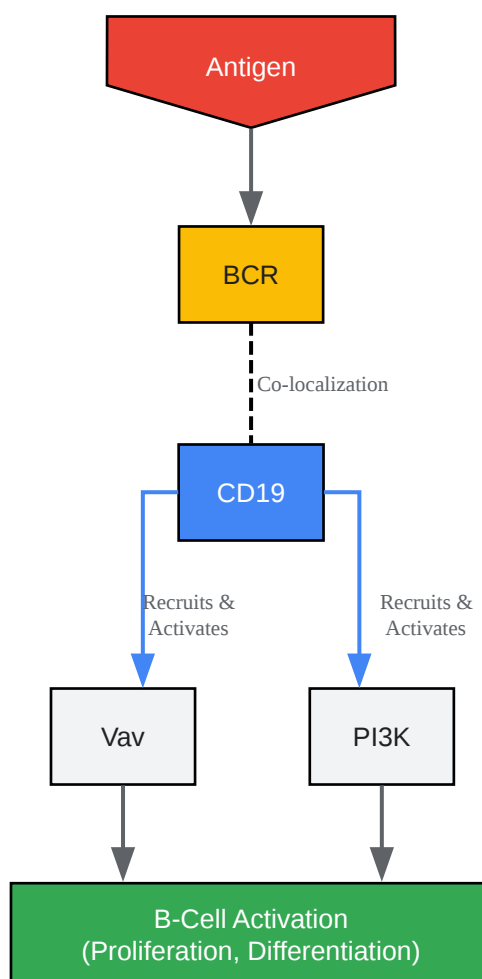 Antigen
BCR
Co-localization
CD19
Recruits &
Activates
Recruits &
Activates
Vav
PI3K
B-Cell Activation
(Proliferation, Differentiation)